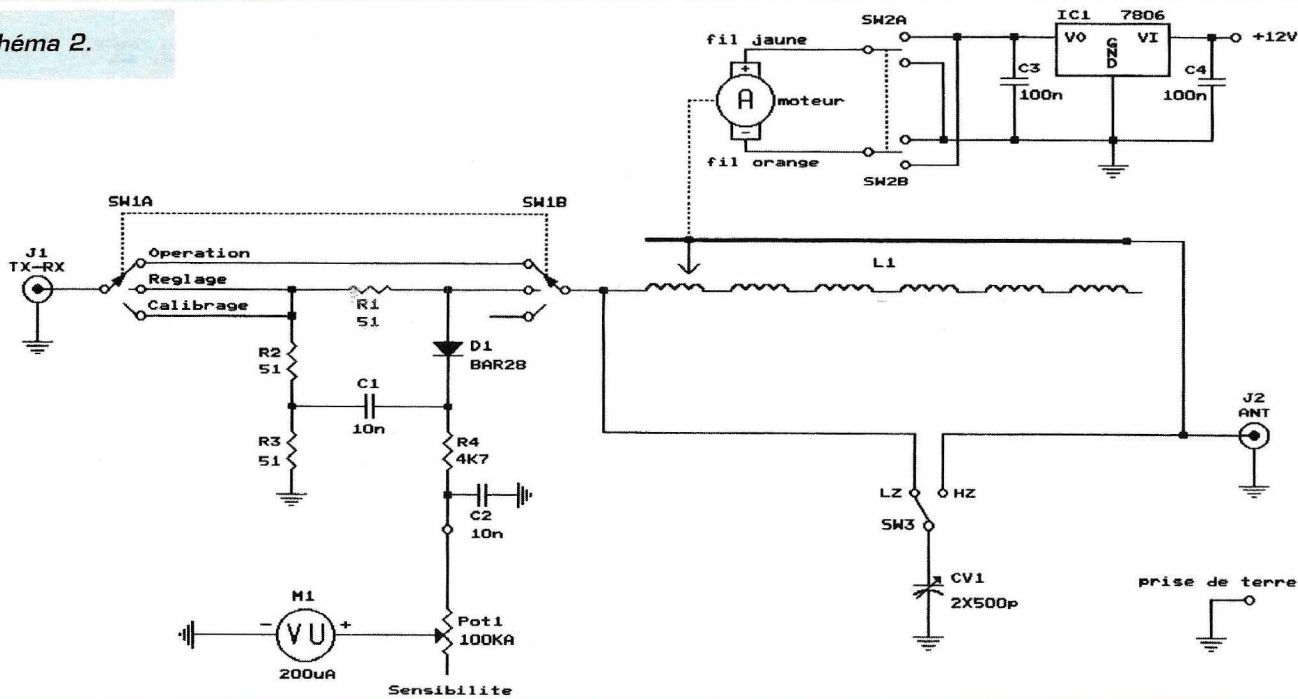 héma 2.
SW2A
IC1 7806
fil jaune
VO GND VI
+12V
+
A
moteur
-
C3
100n
C4
100n
fil orange
SW2B
SW1A
SW1B
J1
TX-RX
Operation
Reglage
Calibrage
R1
51
L1
R2
51
D1
BAR28
C1
10n
R3
51
R4
4K7
J2
ANT
C2
10n
LZ HZ
SW3
CV1
2X500p
prise de terre
M1
- VU +
200uA
Pot1
100KA
Sensibilite